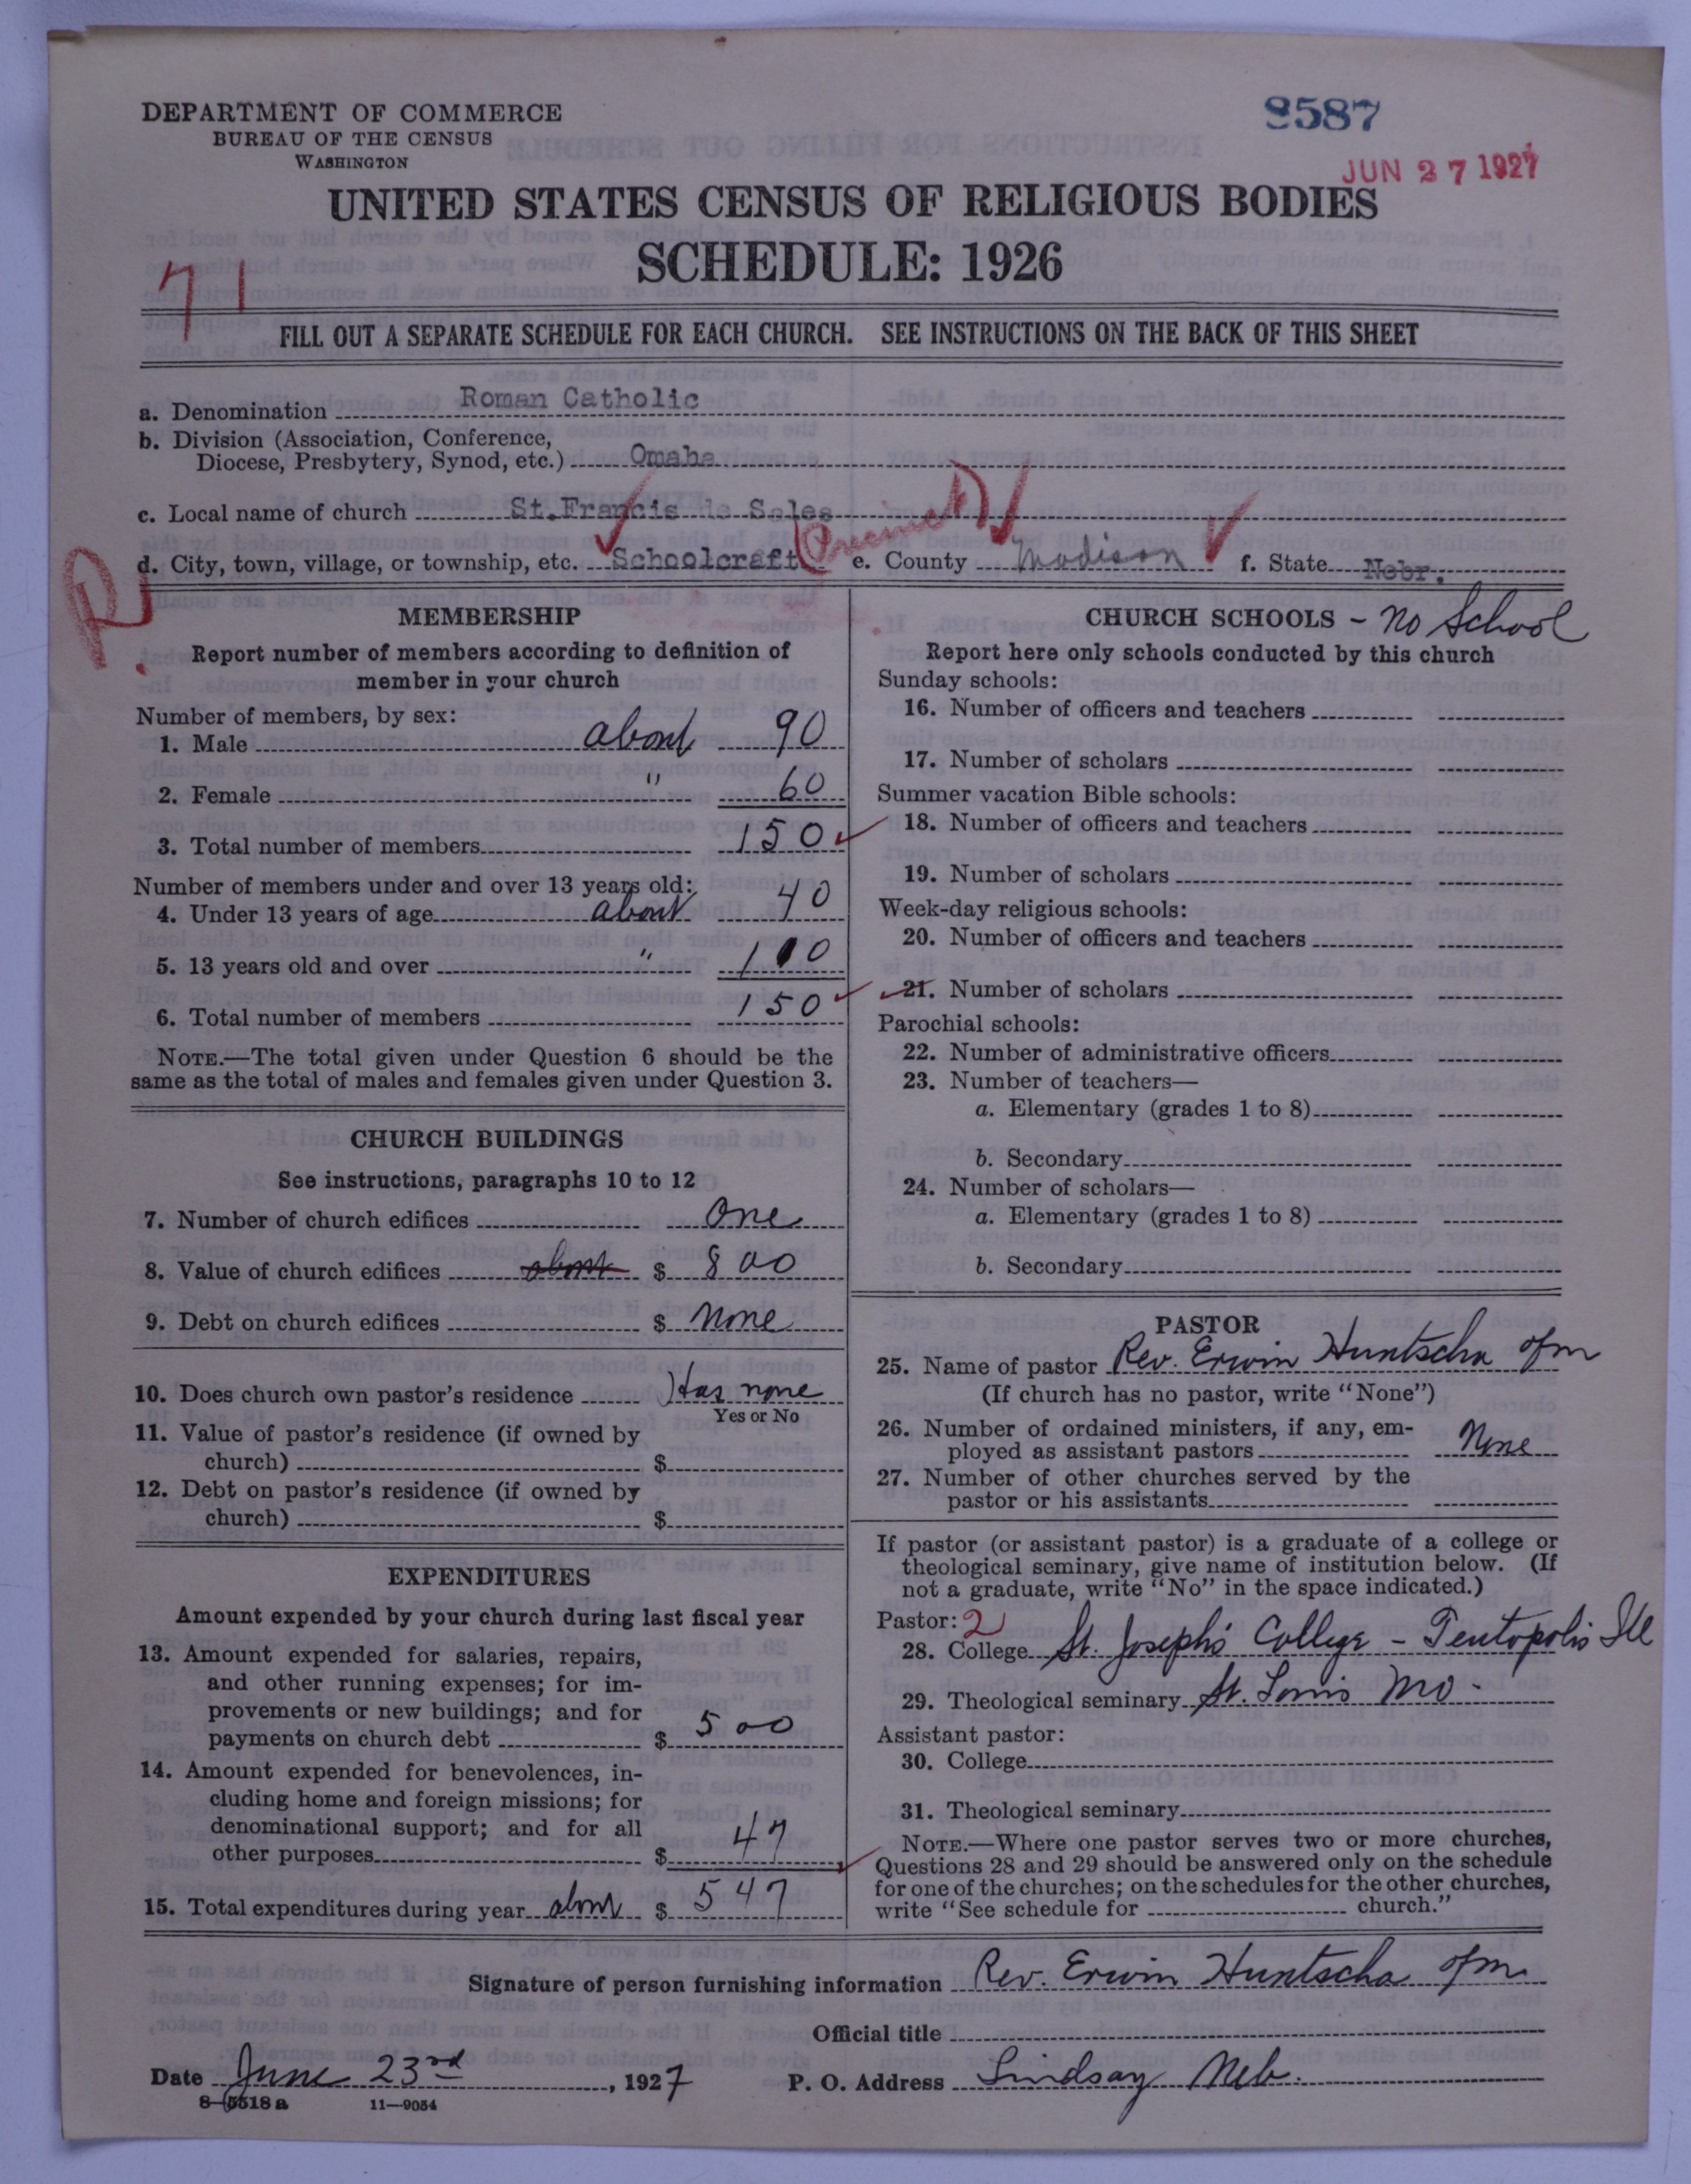 DEPARTMENT OF COMMERCE
BUREAU OF THE CENSUS
WASHINGTON
8587
JUN 27 1927
UNITED STATES CENSUS OF RELIGIOUS BODIES
SCHEDULE: 1926
71
FILL OUT A SEPARATE SCHEDULE FOR EACH CHURCH. SEE INSTRUCTIONS ON THE BACK OF THIS SHEET
a. Denomination Roman Catholic
b. Division (Association, Conference,
Diocese, Presbytery, Synod, etc.) Omaha
c. Local name of church St.Francis de Sales
d. City, town, village, or township, etc. Schoolcraft e. County Madison f. State Nebr.
MEMBERSHIP
Report number of members according to definition of
member in your church
Number of members, by sex:
1. Male about 90
2. Female " 60
3. Total number of members 150
Number of members under and over 13 years old:
4. Under 13 years of age about 40
5. 13 years old and over " 110
6. Total number of members 150
NOTE.—The total given under Question 6 should be the
same as the total of males and females given under Question 3.
CHURCH BUILDINGS
See instructions, paragraphs 10 to 12
7. Number of church edifices One
8. Value of church edifices about $ 800
9. Debt on church edifices $ None
10. Does church own pastor's residence Has none
Yes or No
11. Value of pastor's residence (if owned by
church) $
12. Debt on pastor's residence (if owned by
church) $
EXPENDITURES
Amount expended by your church during last fiscal year
13. Amount expended for salaries, repairs,
and other running expenses; for im-
provements or new buildings; and for
payments on church debt $ 500
14. Amount expended for benevolences, in-
cluding home and foreign missions; for
denominational support; and for all
other purposes $ 47
15. Total expenditures during year about $ 547
CHURCH SCHOOLS - no School
Report here only schools conducted by this church
Sunday schools:
16. Number of officers and teachers
17. Number of scholars
Summer vacation Bible schools:
18. Number of officers and teachers
19. Number of scholars
Week-day religious schools:
20. Number of officers and teachers
21. Number of scholars
Parochial schools:
22. Number of administrative officers
23. Number of teachers—
a. Elementary (grades 1 to 8)
b. Secondary
24. Number of scholars—
a. Elementary (grades 1 to 8)
b. Secondary
PASTOR
25. Name of pastor Rev. Erwin Huntscha ofm
(If church has no pastor, write "None")
26. Number of ordained ministers, if any, em-
ployed as assistant pastors None
27. Number of other churches served by the
pastor or his assistants
If pastor (or assistant pastor) is a graduate of a college or
theological seminary, give name of institution below. (If
not a graduate, write "No" in the space indicated.)
Pastor: 2
28. College St. Joseph's College - Teutopolis Ill
29. Theological seminary St. Louis Mo-
Assistant pastor:
30. College
31. Theological seminary
NOTE.—Where one pastor serves two or more churches,
Questions 28 and 29 should be answered only on the schedule
for one of the churches; on the schedules for the other churches,
write "See schedule for church."
Signature of person furnishing information Rev. Erwin Huntscha ofm.
Official title
Date June 23rd, 1927 P. O. Address Lindsay Neb.
8-5518a 11-9054